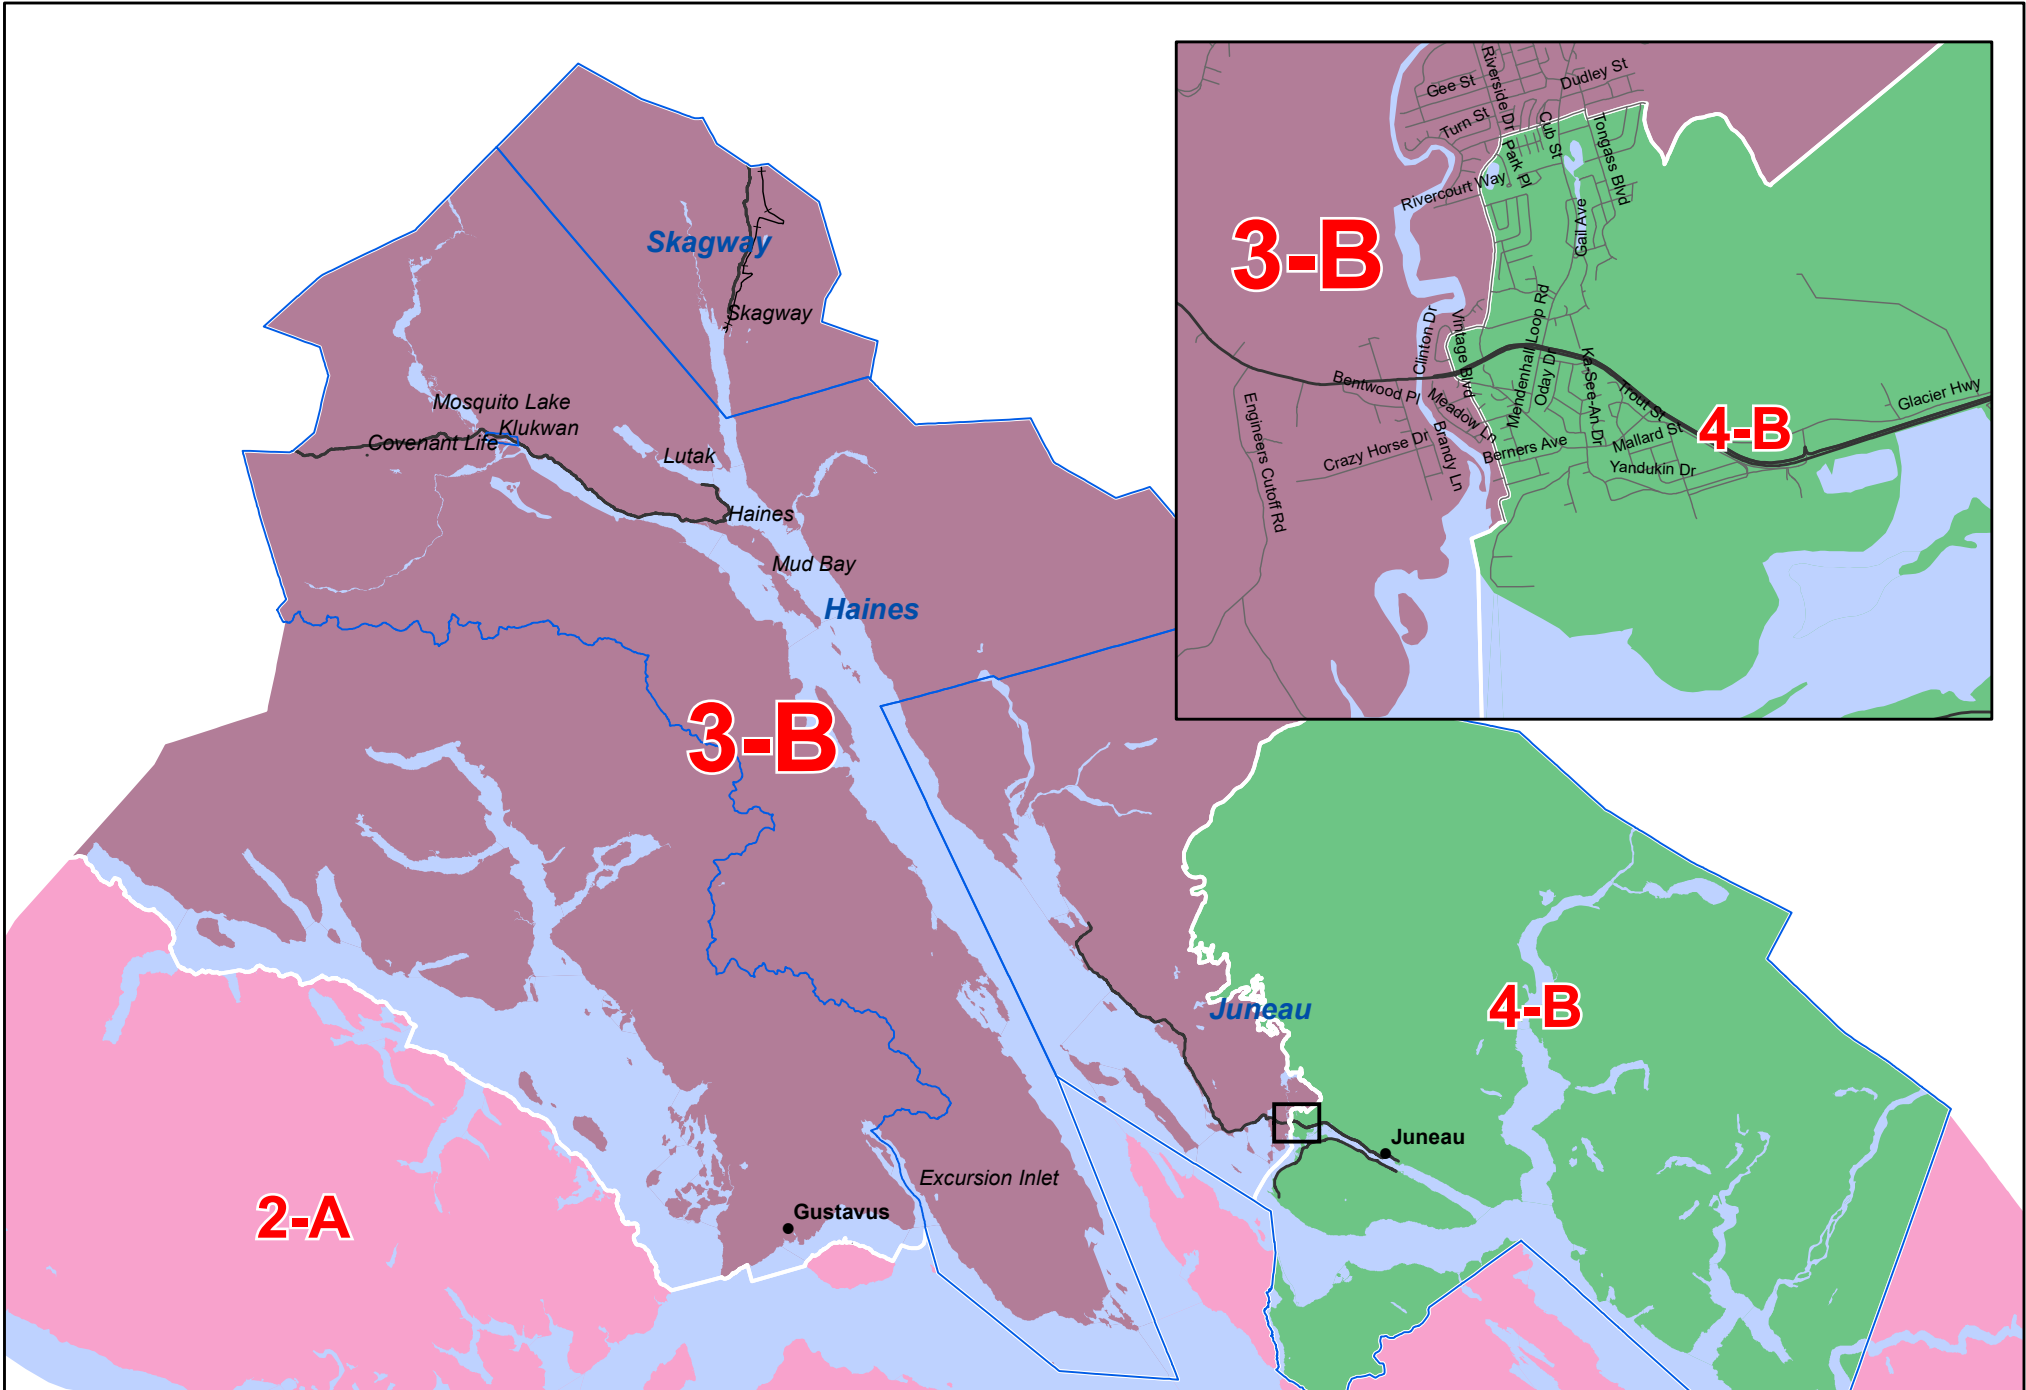 Skagway
Skagway
Mosquito Lake
Klukwan
Covenant Life
Lutak
Haines
Mud Bay
Haines
3-B
Juneau
4-B
Juneau
Excursion Inlet
Gustavus
2-A
Riverside Dr
Dudley St
Gee St
Turn St
Cub St
Tongass Blvd
Park Pl
Rivercourt Way
Gail Ave
3-B
Clinton Dr
Vintage Blvd
Mendenhall Loop Rd
Oday Dr
Ka-See-An Dr
Trout St
Bentwood Pl
Meadow Ln
Glacier Hwy
4-B
Engineers Cutoff Rd
Crazy Horse Dr
Brandy Ln
Berners Ave
Mallard St
Yandukin Dr